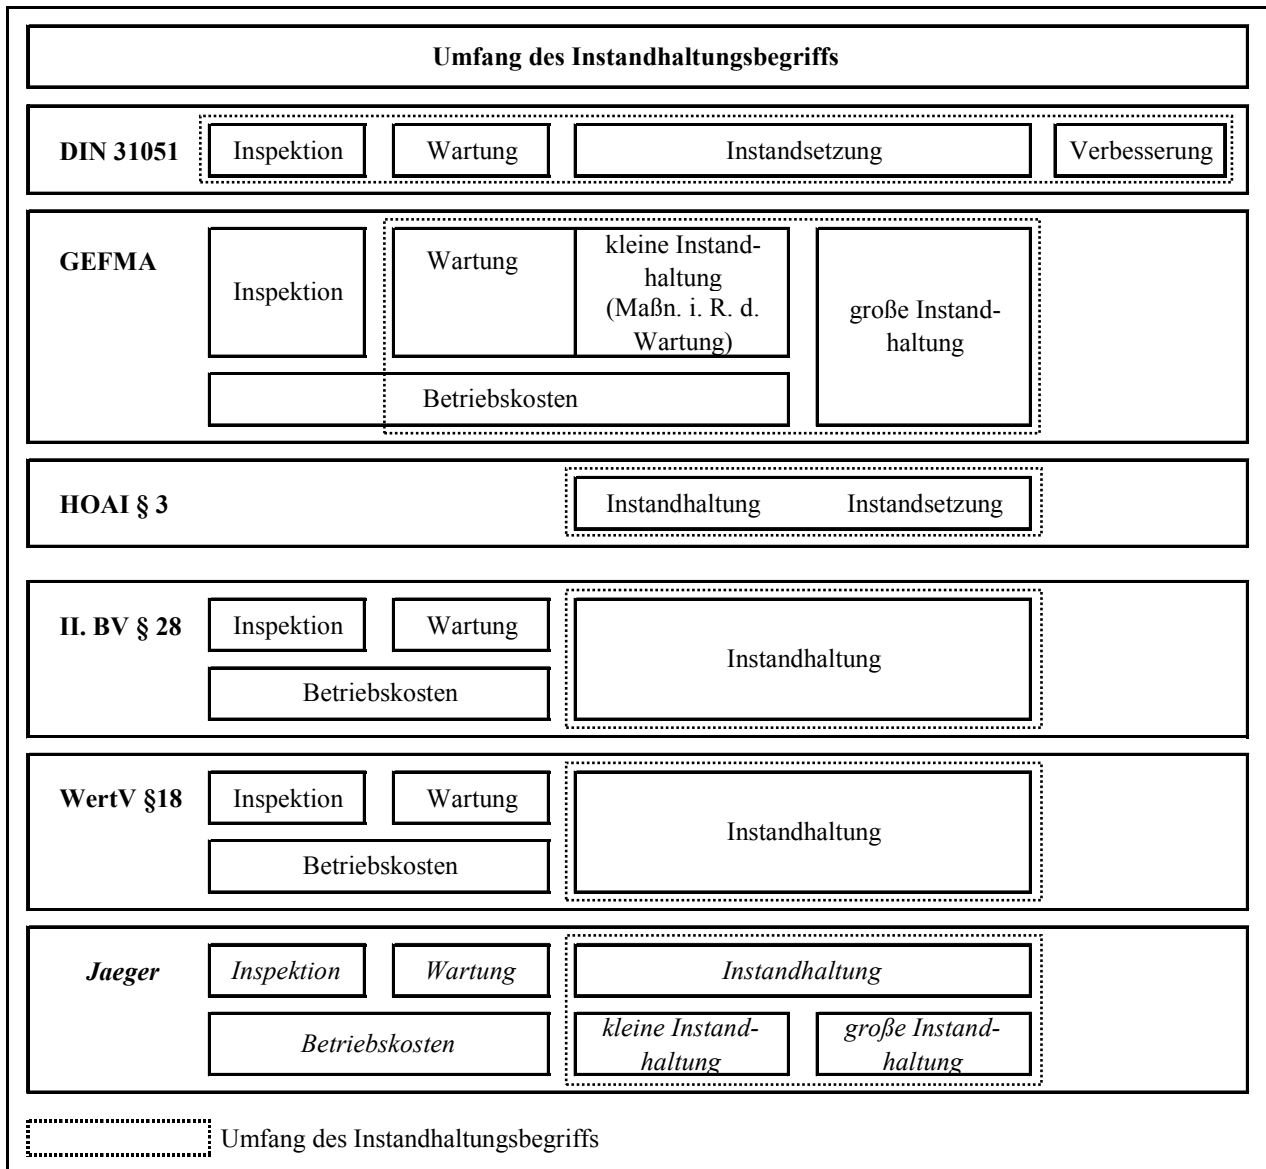 Umfang des Instandhaltungsbegriffs
DIN 31051
Inspektion
Wartung
Instandsetzung
Verbesserung
GEFMA
Inspektion
Wartung
kleine Instand-
haltung
(Maßn. i. R. d.
Wartung)
große Instand-
haltung
Betriebskosten
HOAI § 3
Instandhaltung
Instandsetzung
II. BV § 28
Inspektion
Wartung
Instandhaltung
Betriebskosten
WertV §18
Inspektion
Wartung
Instandhaltung
Betriebskosten
Jaeger
Inspektion
Wartung
Instandhaltung
Betriebskosten
kleine Instand-
haltung
große Instand-
haltung
Umfang des Instandhaltungsbegriffs